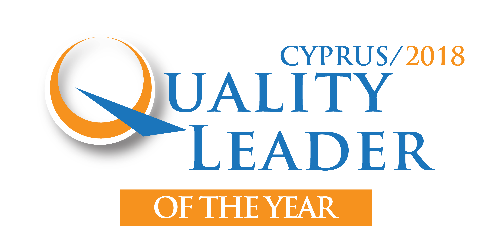 CYPRUS/2018
QUALITY
LEADER
OF THE YEAR